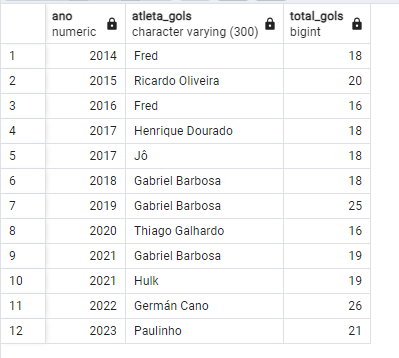 ano atleta_gols total_gols
numeric character varying (300) bigint
1 2014 Fred 18
2 2015 Ricardo Oliveira 20
3 2016 Fred 16
4 2017 Henrique Dourado 18
5 2017 Jô 18
6 2018 Gabriel Barbosa 18
7 2019 Gabriel Barbosa 25
8 2020 Thiago Galhardo 16
9 2021 Gabriel Barbosa 19
10 2021 Hulk 19
11 2022 Germán Cano 26
12 2023 Paulinho 21